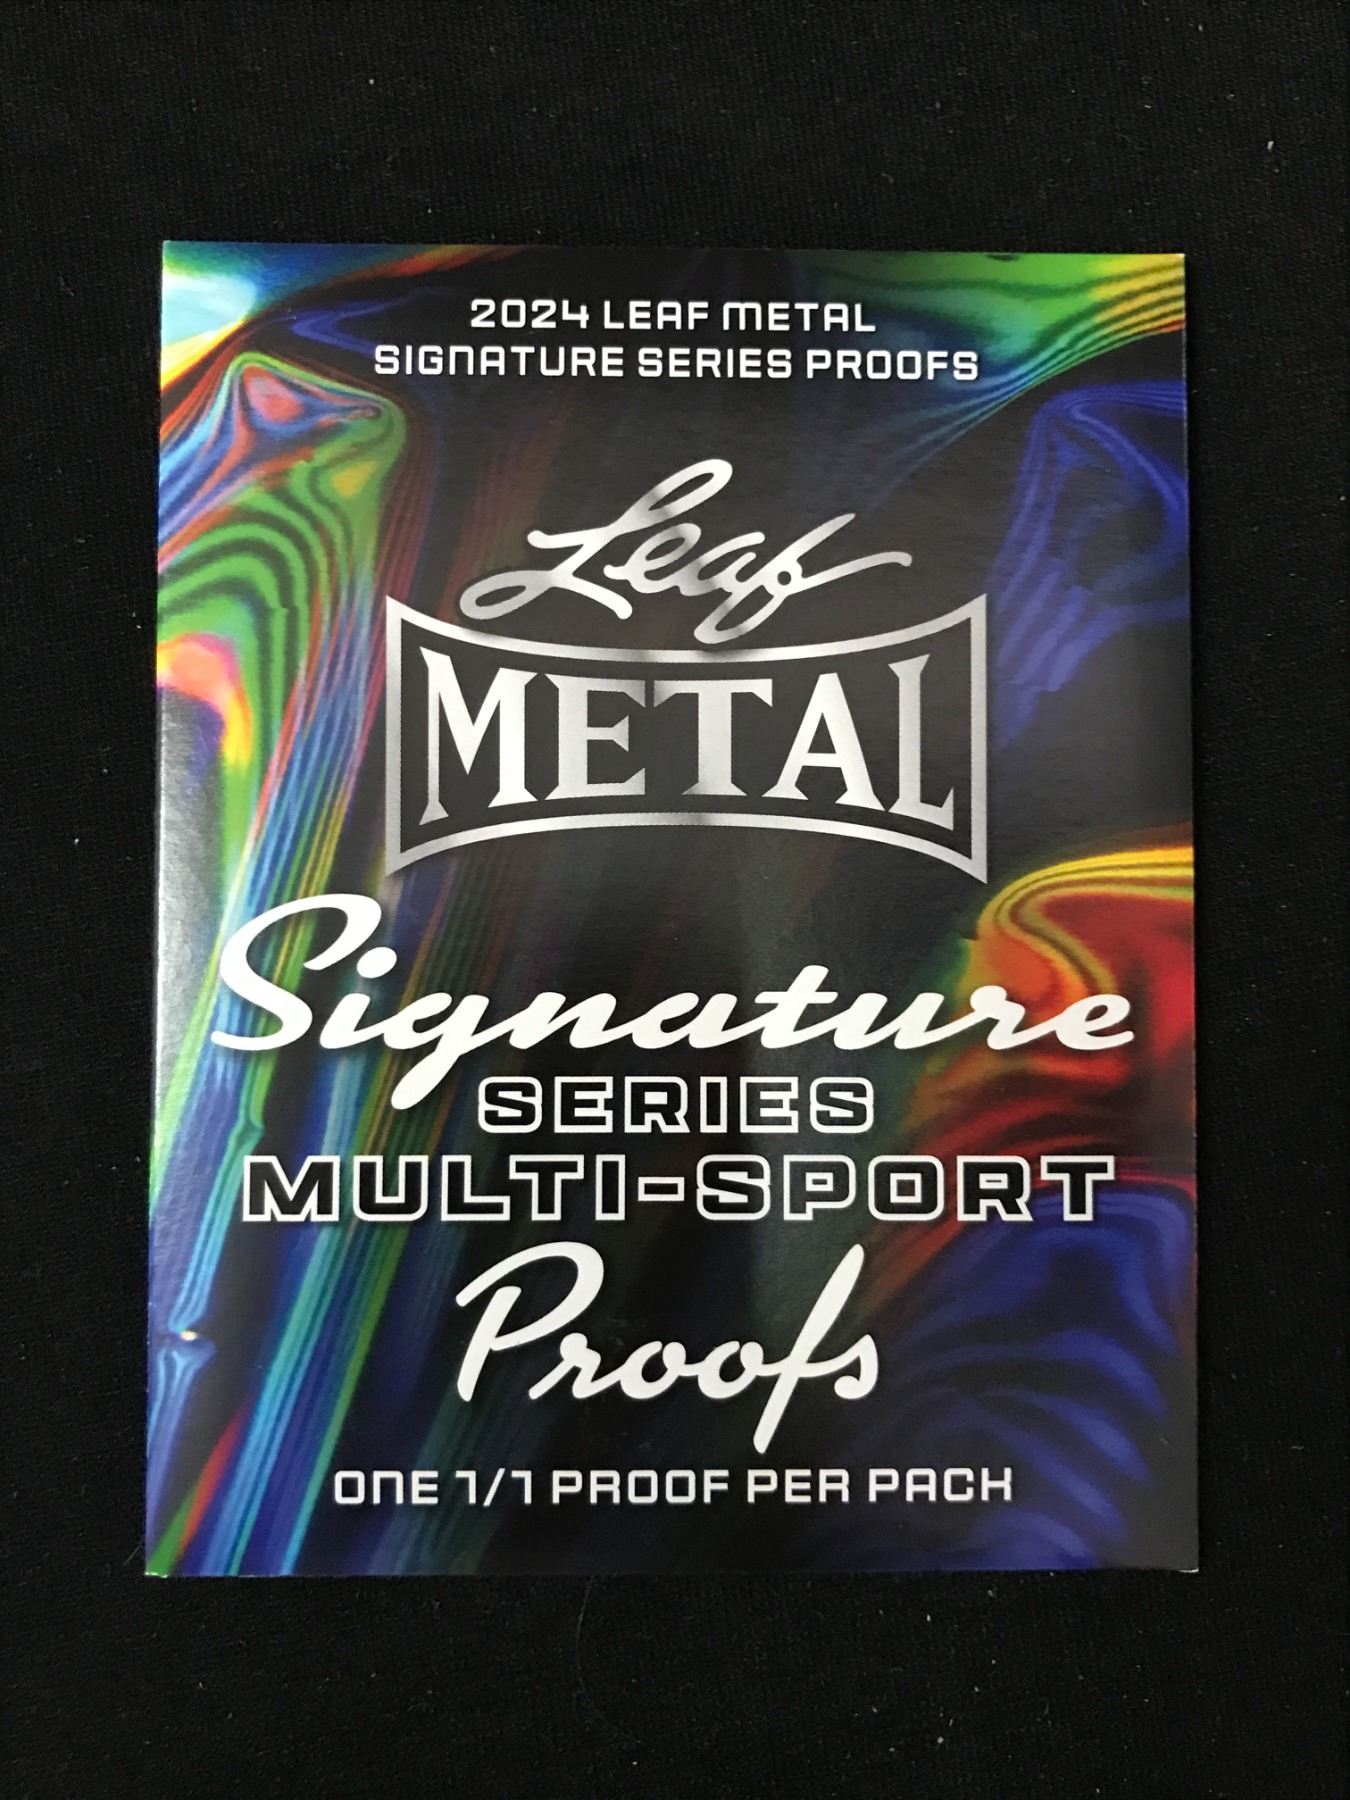 2024 LEAF METAL
SIGNATURE SERIES PROOFS
Leaf
METAL
Signature
SERIES
MULTI-SPORT
Proofs
ONE 1/1 PROOF PER PACK